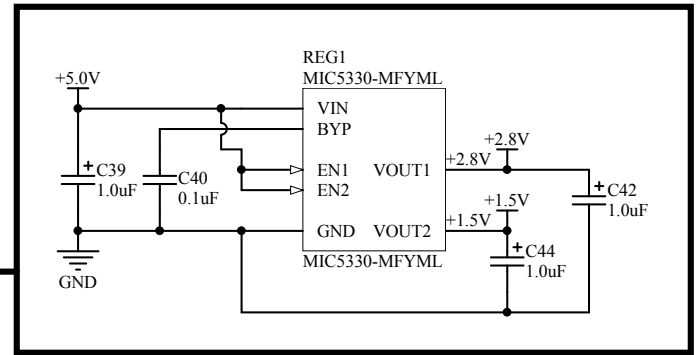 REG1
MIC5330-MFYML
+5.0V
VIN
BYP
EN1
EN2
GND
VOUT1
VOUT2
MIC5330-MFYML
C39
1.0uF
C40
0.1uF
GND
+2.8V
+2.8V
+1.5V
+1.5V
C42
1.0uF
C44
1.0uF